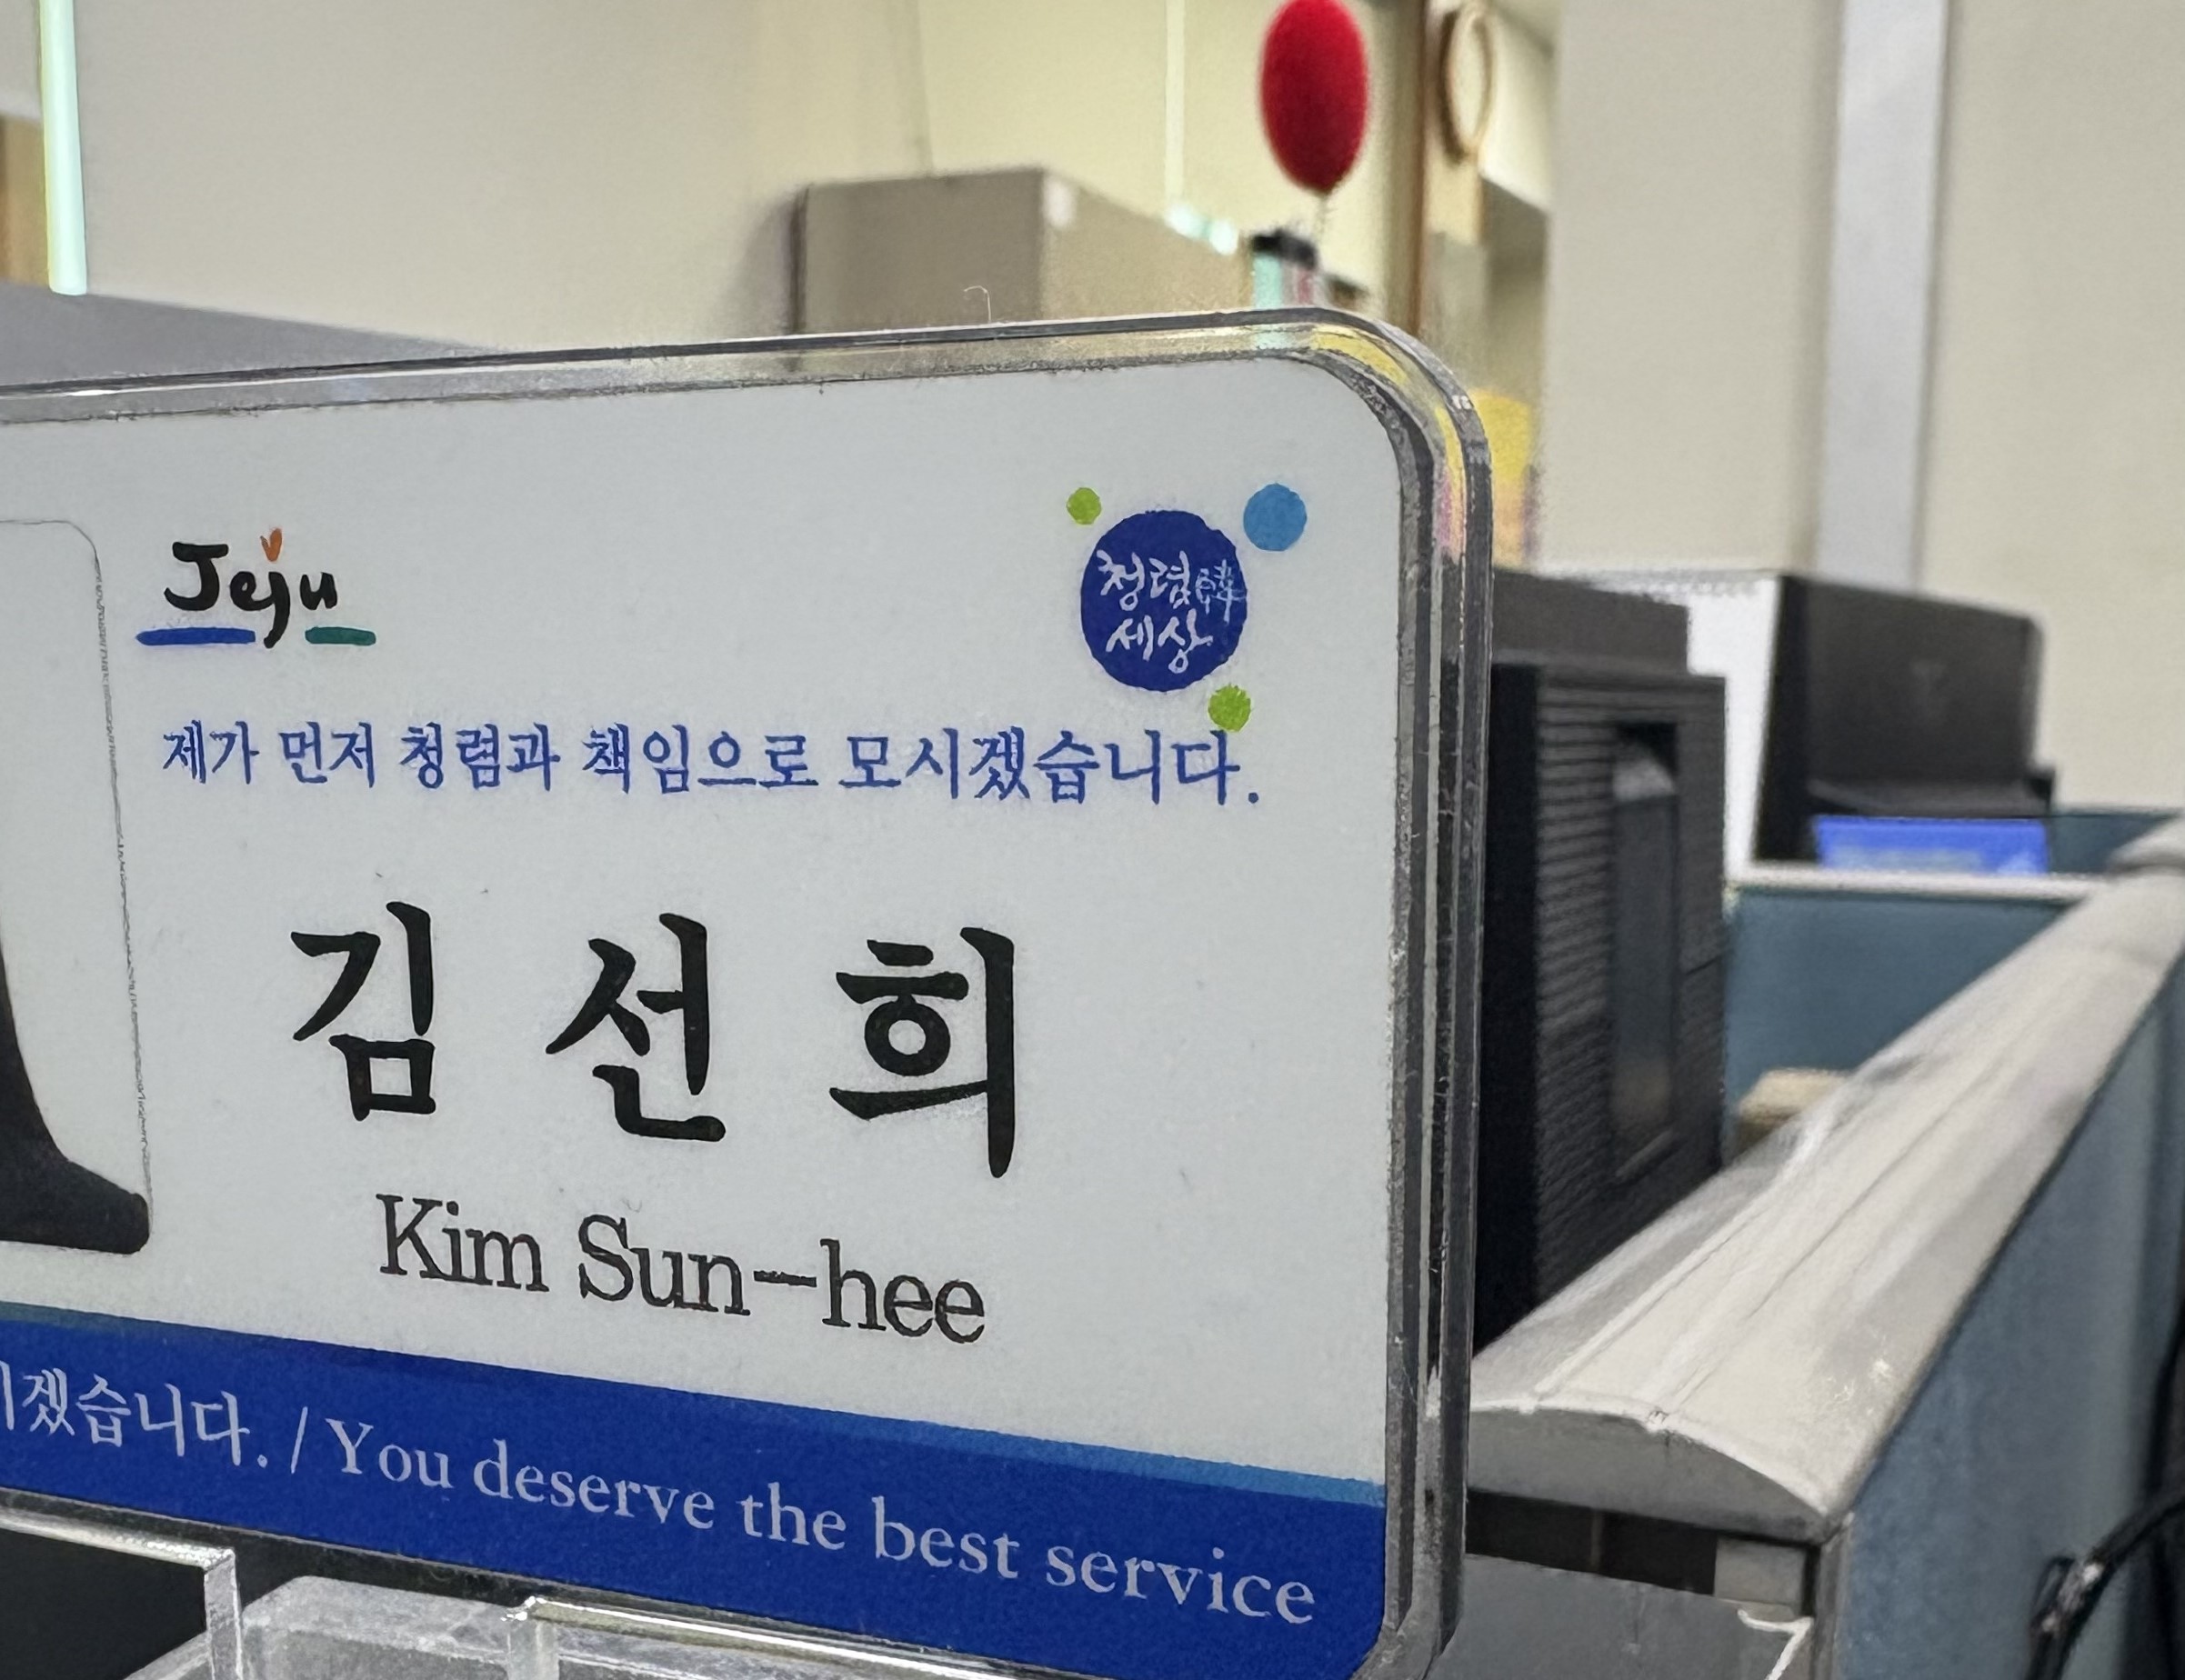 Jeju
청렴韓
세상
제가 먼저 청렴과 책임으로 모시겠습니다.
김선희
Kim Sun-hee
겠습니다. / You deserve the best service